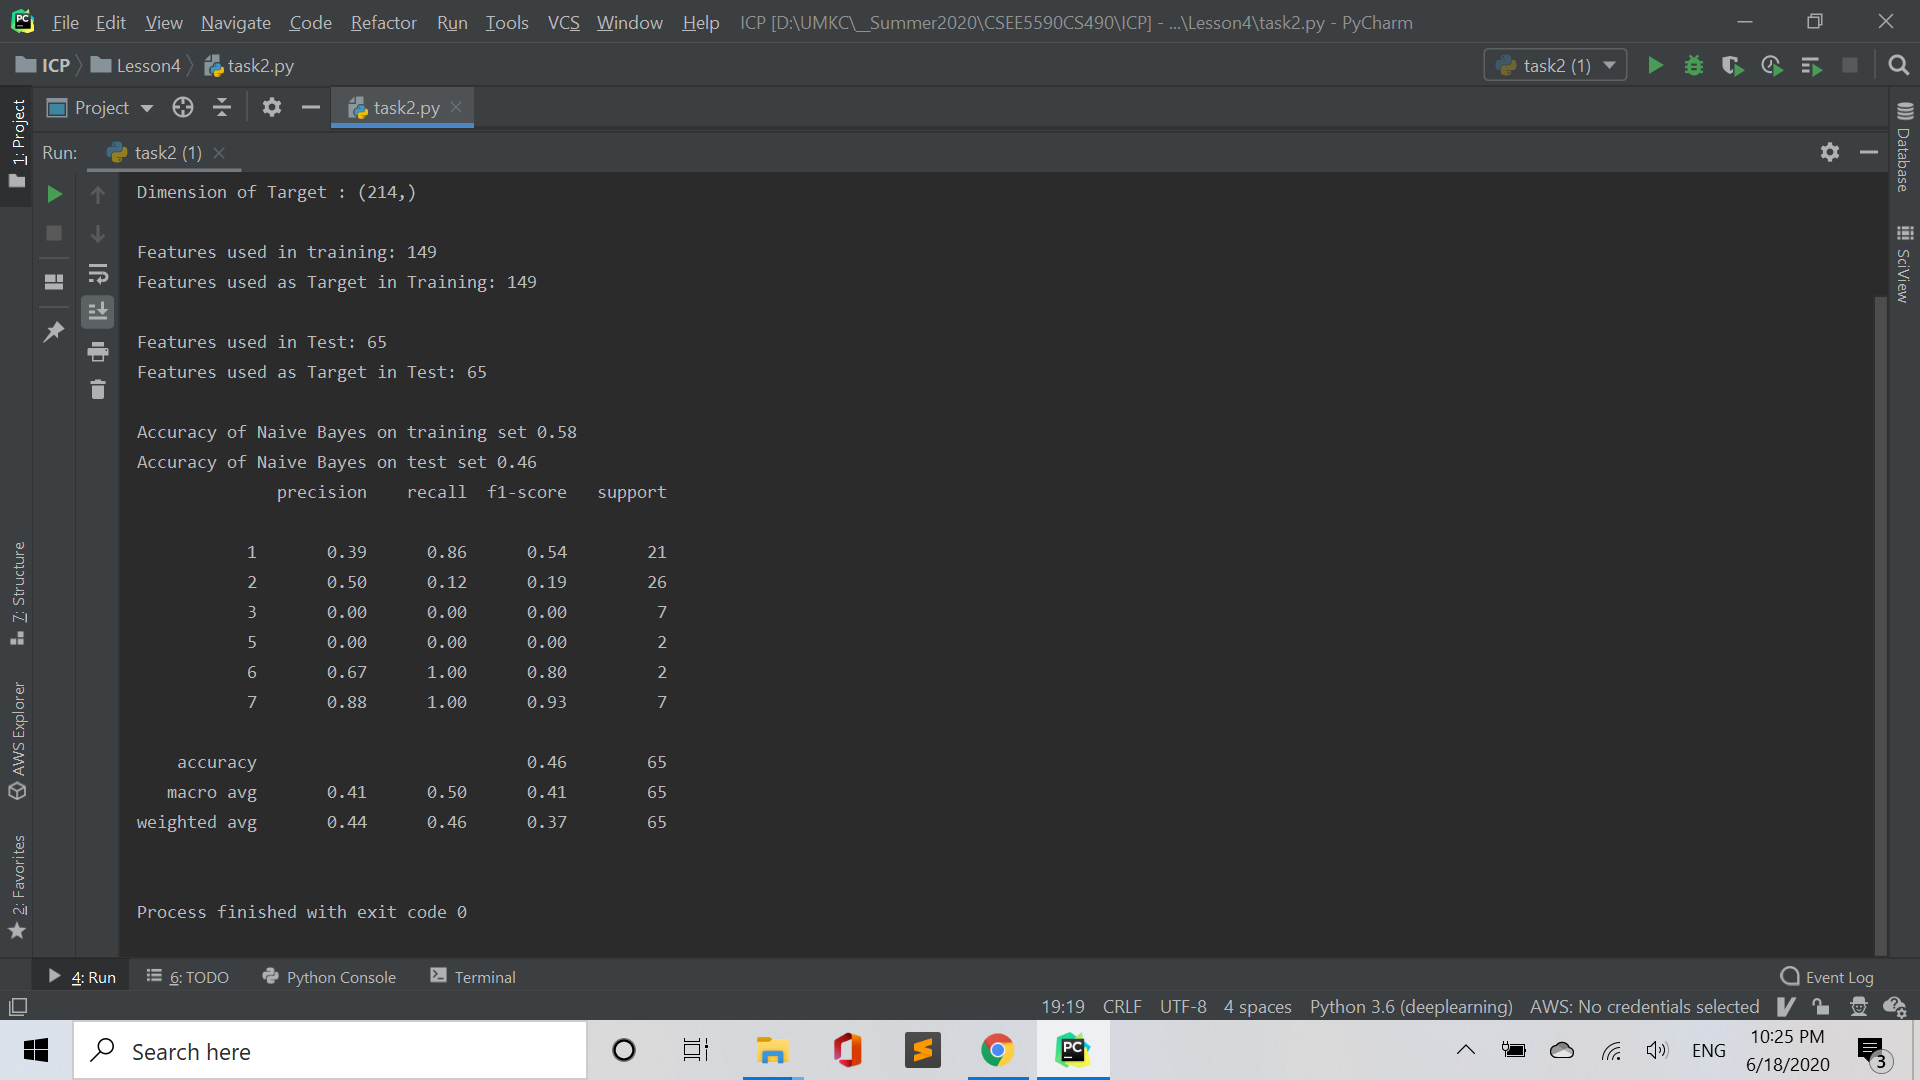 File Edit View Navigate Code Refactor Run Tools VCS Window Help ICP [D:\UMKC\__Summer2020\CSEE5590CS490\ICP] - ...\Lesson4\task2.py - PyCharm
ICP Lesson4 task2.py task2 (1)
Project task2.py
Run: task2 (1)
1: Project
7: Structure
AWS Explorer
2: Favorites
Database
SciView
Dimension of Target : (214,)
Features used in training: 149
Features used as Target in Training: 149
Features used in Test: 65
Features used as Target in Test: 65
Accuracy of Naive Bayes on training set 0.58
Accuracy of Naive Bayes on test set 0.46
precision recall f1-score support
1 0.39 0.86 0.54 21
2 0.50 0.12 0.19 26
3 0.00 0.00 0.00 7
5 0.00 0.00 0.00 2
6 0.67 1.00 0.80 2
7 0.88 1.00 0.93 7
accuracy 0.46 65
macro avg 0.41 0.50 0.41 65
weighted avg 0.44 0.46 0.37 65
Process finished with exit code 0
4: Run 6: TODO Python Console Terminal Event Log
19:19 CRLF UTF-8 4 spaces Python 3.6 (deeplearning) AWS: No credentials selected
Search here PC ENG 10:25 PM
6/18/2020 3